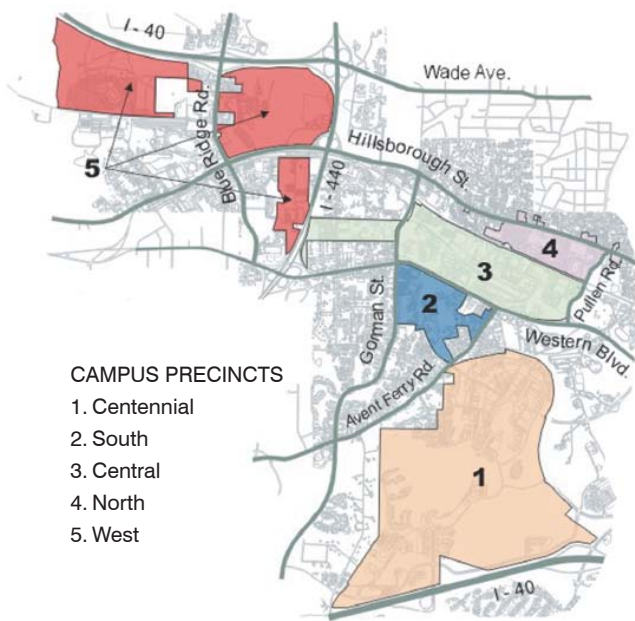 I - 40
Wade Ave.
Blue Ridge Rd.
Hillsborough St.
5
I - 440
4
3
Pullen Rd.
2
Gorman St.
Western Blvd.
Avent Ferry Rd.
CAMPUS PRECINCTS
1. Centennial
2. South
3. Central
4. North
5. West
1
I - 40